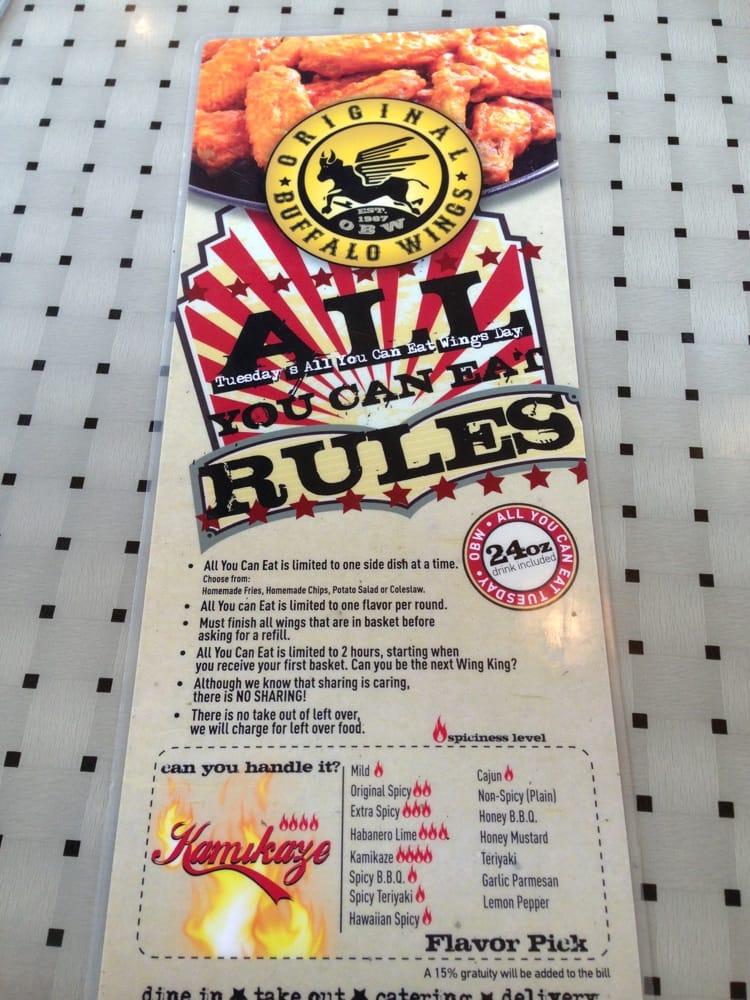 ORIGINAL
BUFFALO WINGS
EST.
1967
OBW
ALL
Tuesday's All You Can Eat Wings Day
YOU CAN EAT
RULES
OBW • ALL YOU CAN EAT TUESDAY •
24oz
drink included
• All You Can Eat is limited to one side dish at a time.
Choose from:
Homemade Fries, Homemade Chips, Potato Salad or Coleslaw.
• All You can Eat is limited to one flavor per round.
• Must finish all wings that are in basket before
asking for a refill.
• All You Can Eat is limited to 2 hours, starting when
you receive your first basket. Can you be the next Wing King?
• Although we know that sharing is caring,
there is NO SHARING!
• There is no take out of left over,
we will charge for left over food.
spiciness level
can you handle it?
Kamikaze
Mild
Original Spicy
Extra Spicy
Habanero Lime
Kamikaze
Spicy B.B.Q.
Spicy Teriyaki
Hawaiian Spicy
Cajun
Non-Spicy (Plain)
Honey B.B.Q.
Honey Mustard
Teriyaki
Garlic Parmesan
Lemon Pepper
Flavor Pick
A 15% gratuity will be added to the bill
dine in ★ take out ★ catering ★ delivery